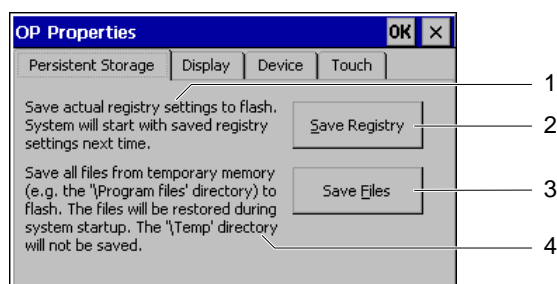 OP Properties OK ×
Persistent Storage Display Device Touch
Save actual registry settings to flash.
System will start with saved registry
settings next time.
Save Registry
Save all files from temporary memory
(e.g. the '\Program files' directory) to
flash. The files will be restored during
system startup. The '\Temp' directory
will not be saved.
Save Files
1
2
3
4